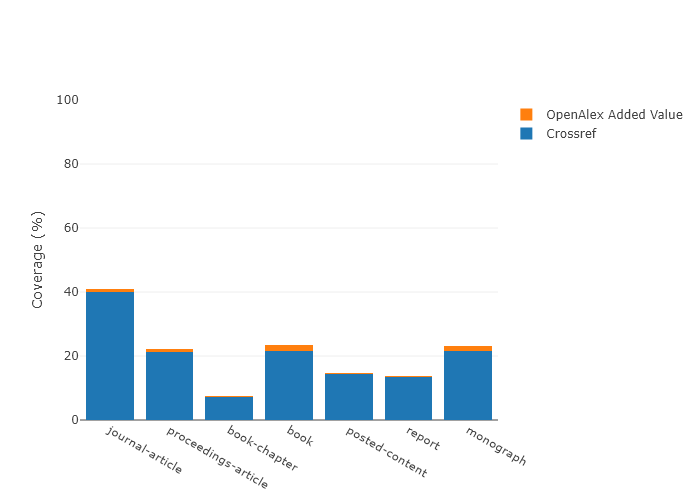 100
80
60
40
20
0
Coverage (%)
journal-article
proceedings-article
book-chapter
book
posted-content
report
monograph
OpenAlex Added Value
Crossref